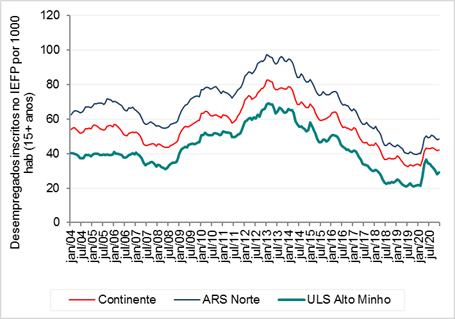 Desempregados inscritos no IEFP por 1000
hab (15+ anos)
120
100
80
60
40
20
0
jan/04
jul/04
jan/05
jul/05
jan/06
jul/06
jan/07
jul/07
jan/08
jul/08
jan/09
jul/09
jan/10
jul/10
jan/11
jul/11
jan/12
jul/12
jan/13
jul/13
jan/14
jul/14
jan/15
jul/15
jan/16
jul/16
jan/17
jul/17
jan/18
jul/18
jan/19
jul/19
jan/20
jul/20
Continente
ARS Norte
ULS Alto Minho